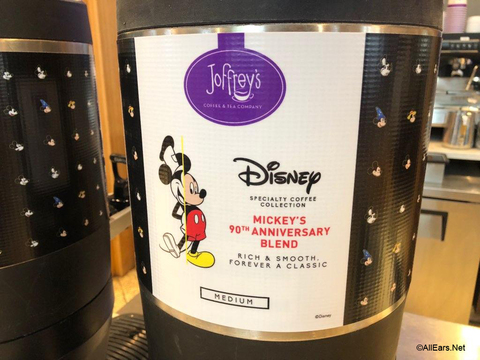 Joffrey's
COFFEE & TEA COMPANY
Disney
SPECIALTY COFFEE
COLLECTION
MICKEY'S
90TH ANNIVERSARY
BLEND
RICH & SMOOTH,
FOREVER A CLASSIC
MEDIUM
©Disney
©AllEars.Net